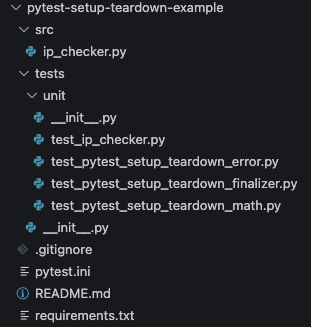 pytest-setup-teardown-example
src
ip_checker.py
tests
unit
__init__.py
test_ip_checker.py
test_pytest_setup_teardown_error.py
test_pytest_setup_teardown_finalizer.py
test_pytest_setup_teardown_math.py
__init__.py
.gitignore
pytest.ini
README.md
requirements.txt